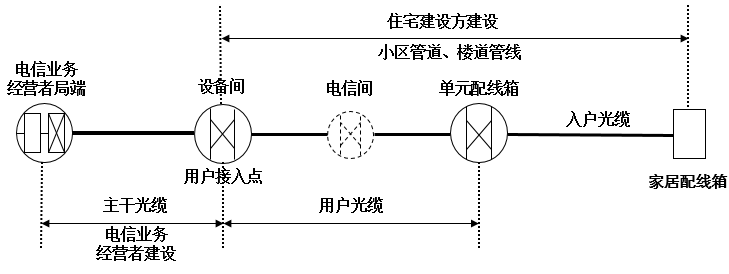 住宅建设方建设
小区管道、楼道管线
电信业务
经营者局端
设备间
电信间
单元配线箱
入户光缆
用户接入点
家居配线箱
主干光缆
用户光缆
电信业务
经营者建设